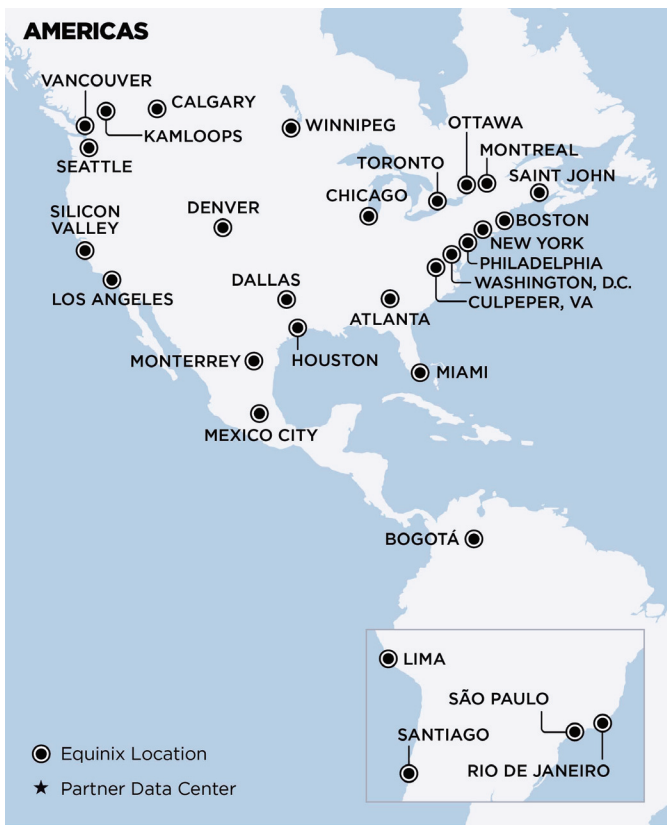 AMERICAS
VANCOUVER
CALGARY
KAMLOOPS
SEATTLE
WINNIPEG
OTTAWA
MONTREAL
TORONTO
SAINT JOHN
CHICAGO
BOSTON
NEW YORK
PHILADELPHIA
WASHINGTON, D.C.
CULPEPER, VA
SILICON
VALLEY
DENVER
LOS ANGELES
DALLAS
ATLANTA
HOUSTON
MONTERREY
MIAMI
MEXICO CITY
BOGOTÁ
LIMA
SÃO PAULO
SANTIAGO
RIO DE JANEIRO
Equinix Location
Partner Data Center